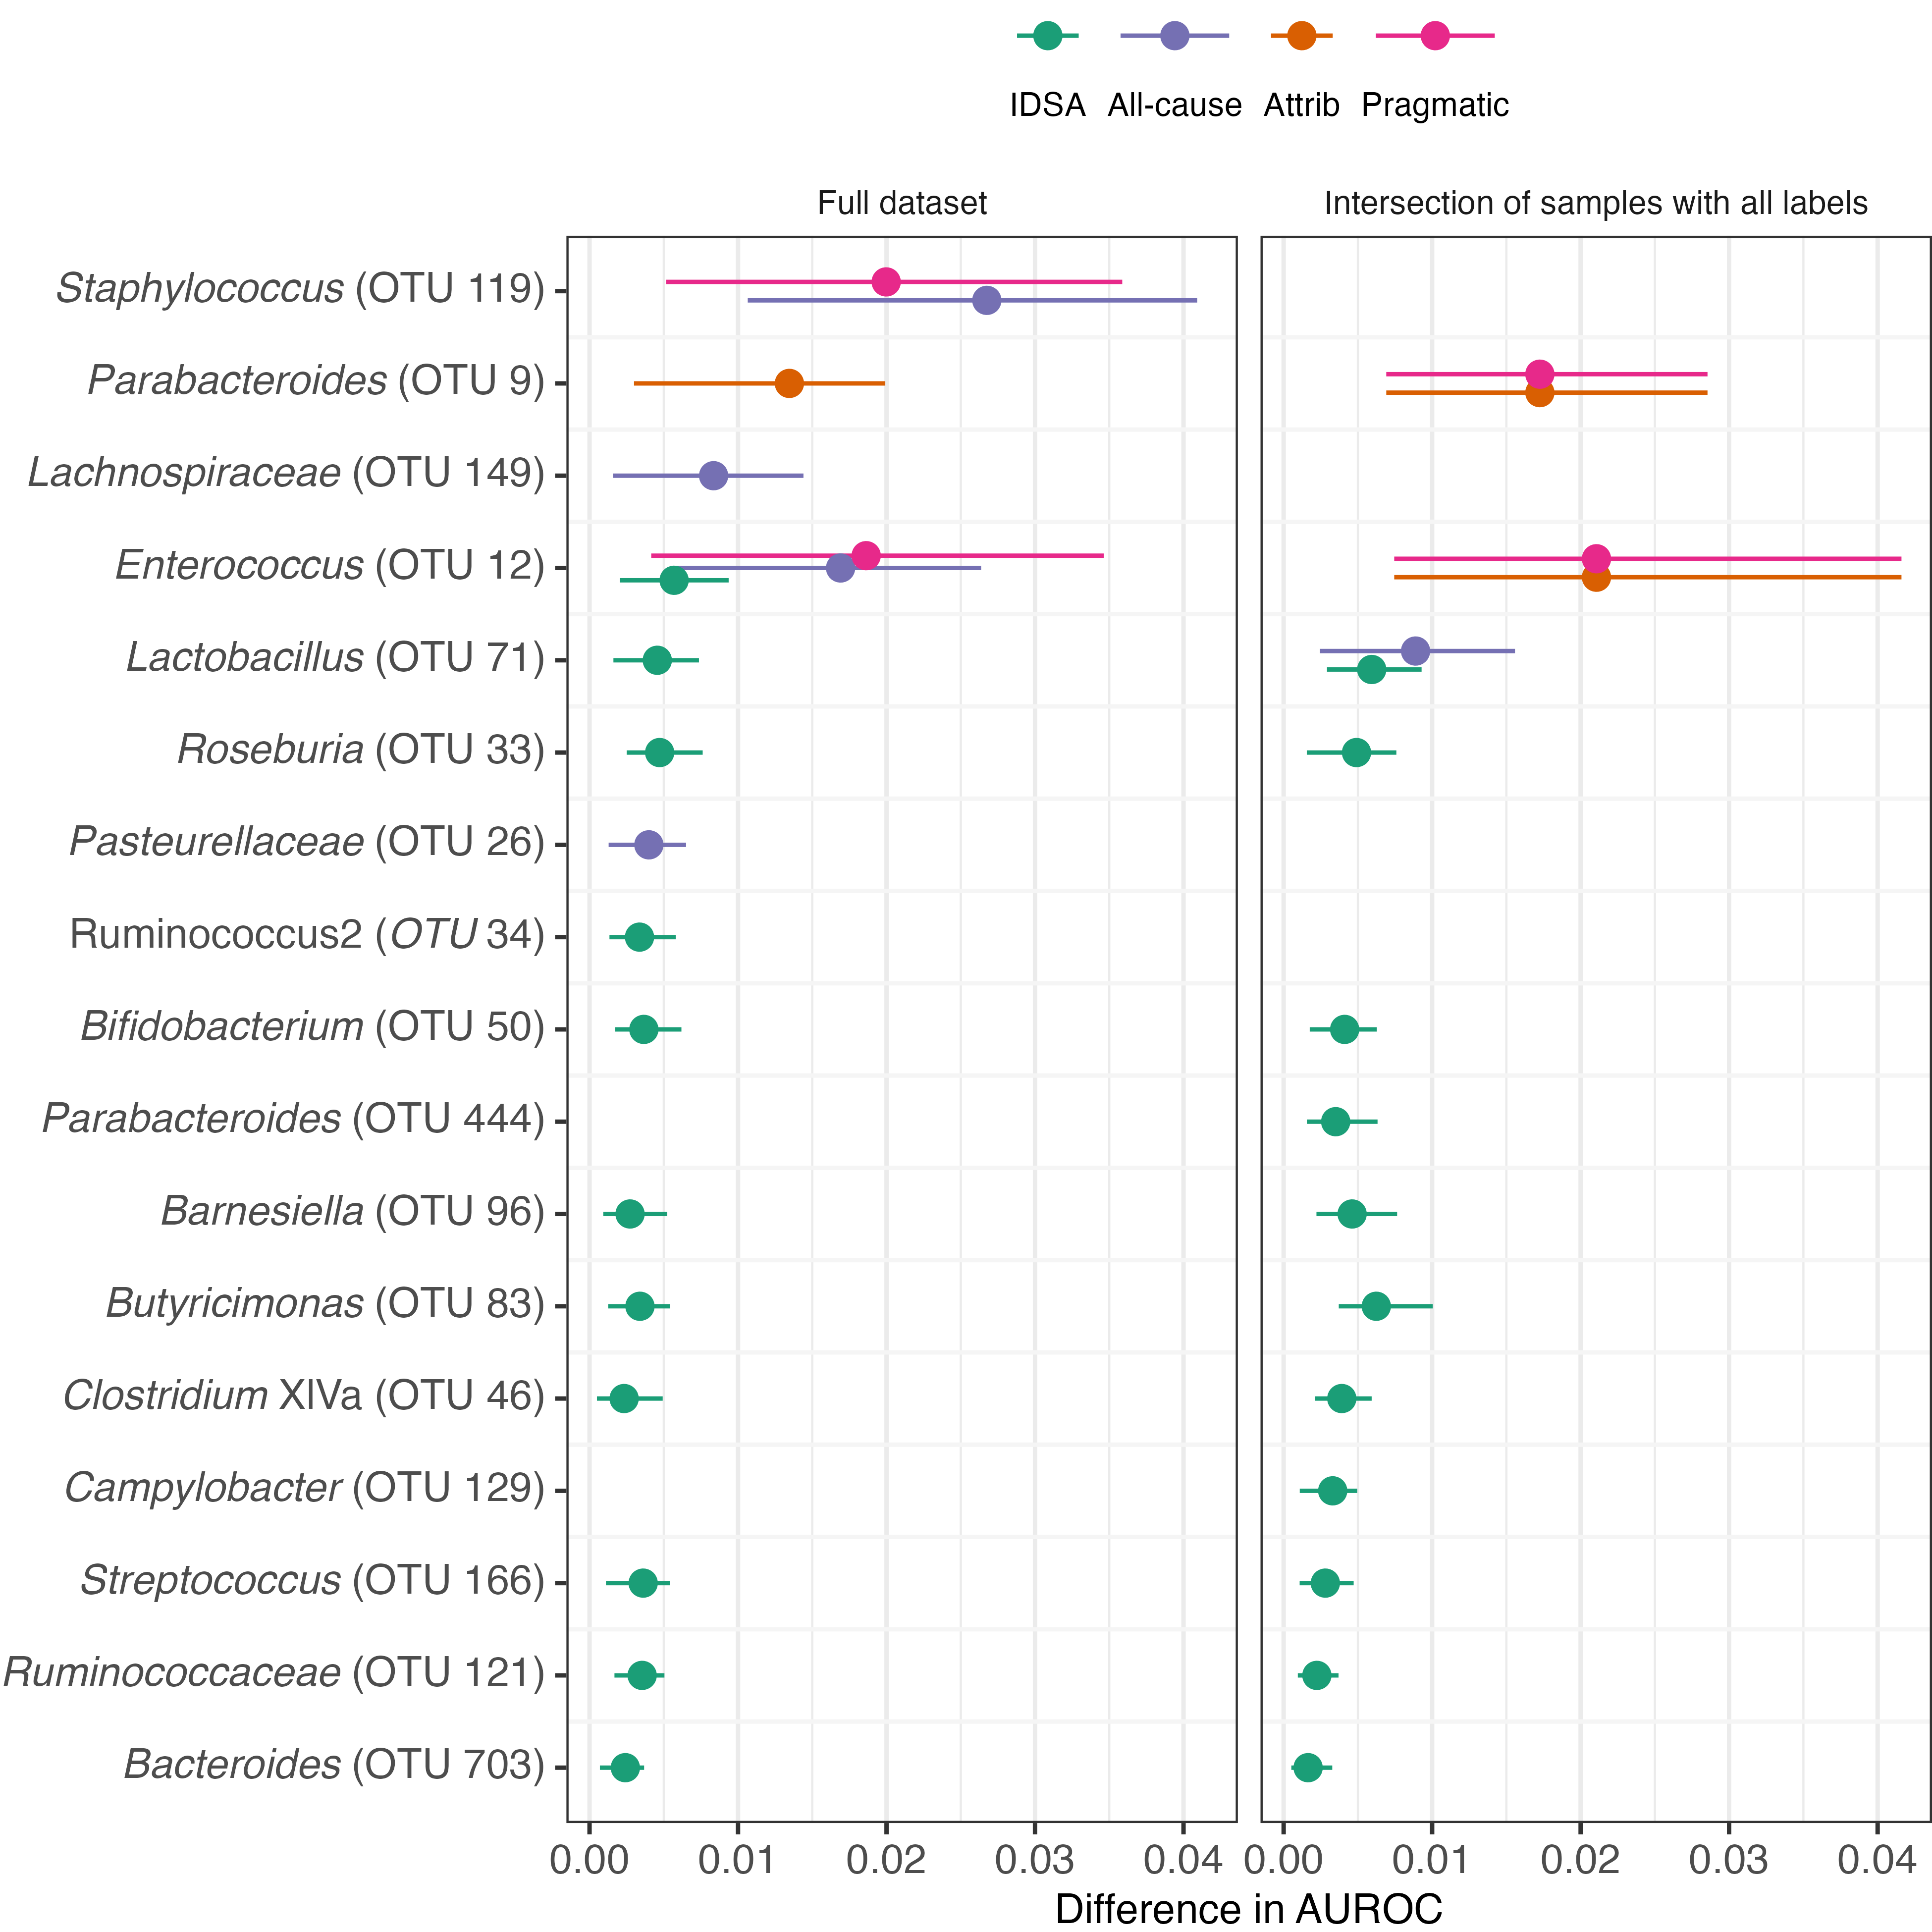 IDSA All-cause Attrib Pragmatic
Full dataset
Intersection of samples with all labels
Staphylococcus (OTU 119)
Parabacteroides (OTU 9)
Lachnospiraceae (OTU 149)
Enterococcus (OTU 12)
Lactobacillus (OTU 71)
Roseburia (OTU 33)
Pasteurellaceae (OTU 26)
Ruminococcus2 (OTU 34)
Bifidobacterium (OTU 50)
Parabacteroides (OTU 444)
Barnesiella (OTU 96)
Butyricimonas (OTU 83)
Clostridium XIVa (OTU 46)
Campylobacter (OTU 129)
Streptococcus (OTU 166)
Ruminococcaceae (OTU 121)
Bacteroides (OTU 703)
0.00 0.01 0.02 0.03 0.04
0.00 0.01 0.02 0.03 0.04
Difference in AUROC